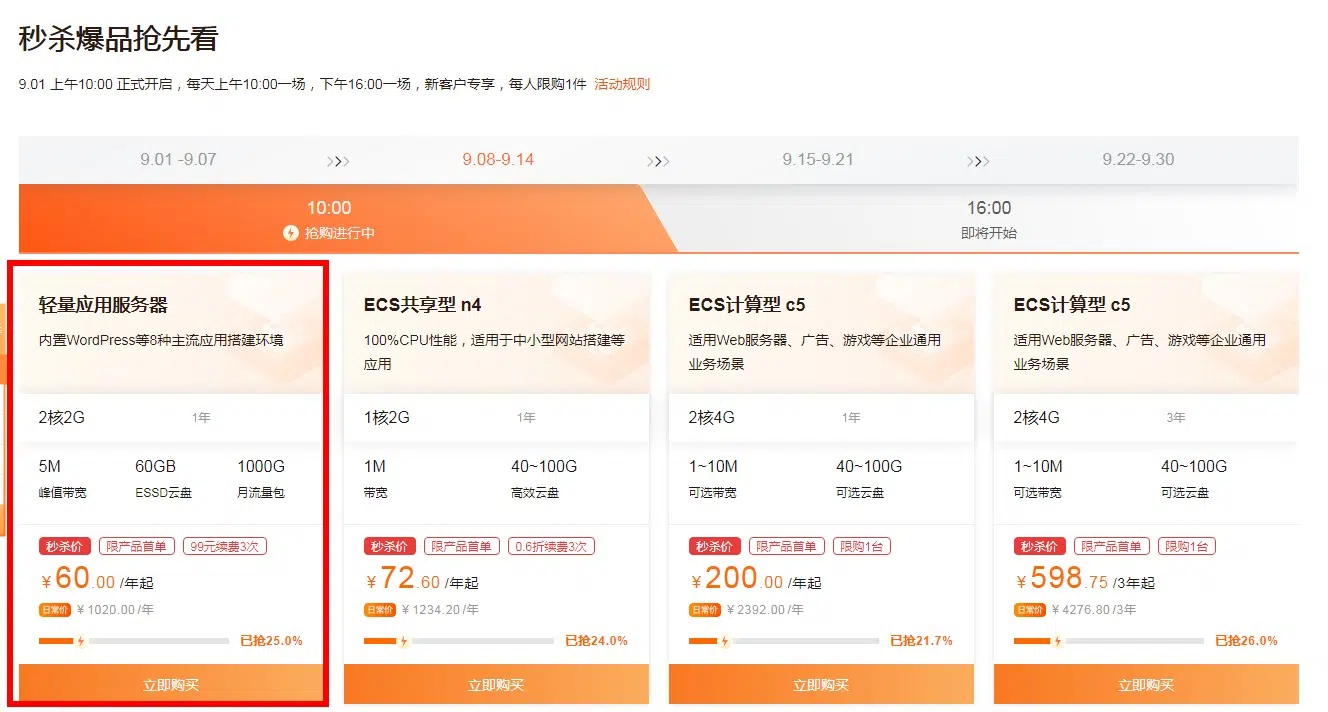 秒杀爆品抢先看
9.01 上午10:00 正式开启，每天上午10:00一场，下午16:00一场，新客户专享，每人限购1件 活动规则
9.01 -9.07 9.08-9.14 9.15-9.21 9.22-9.30
10:00
抢购进行中
16:00
即将开始
轻量应用服务器
内置WordPress等8种主流应用搭建环境
2核2G 1年
5M 60GB 1000G
峰值带宽 ESSD云盘 月流量包
秒杀价 限产品首单 99元续费3次
¥60.00 /年起
日常价 ¥1020.00/年
已抢25.0%
立即购买
ECS共享型 n4
100%CPU性能，适用于中小型网站搭建等
应用
1核2G 1年
1M 40~100G
带宽 高效云盘
秒杀价 限产品首单 0.6折续费3次
¥72.60 /年起
日常价 ¥1234.20/年
已抢24.0%
立即购买
ECS计算型 c5
适用Web服务器、广告、游戏等企业通用
业务场景
2核4G 1年
1~10M 40~100G
可选带宽 可选云盘
秒杀价 限产品首单 限购1台
¥200.00 /年起
日常价 ¥2392.00/年
已抢21.7%
立即购买
ECS计算型 c5
适用Web服务器、广告、游戏等企业通用
业务场景
2核4G 3年
1~10M 40~100G
可选带宽 可选云盘
秒杀价 限产品首单 限购1台
¥598.75 /3年起
日常价 ¥4276.80/3年
已抢26.0%
立即购买